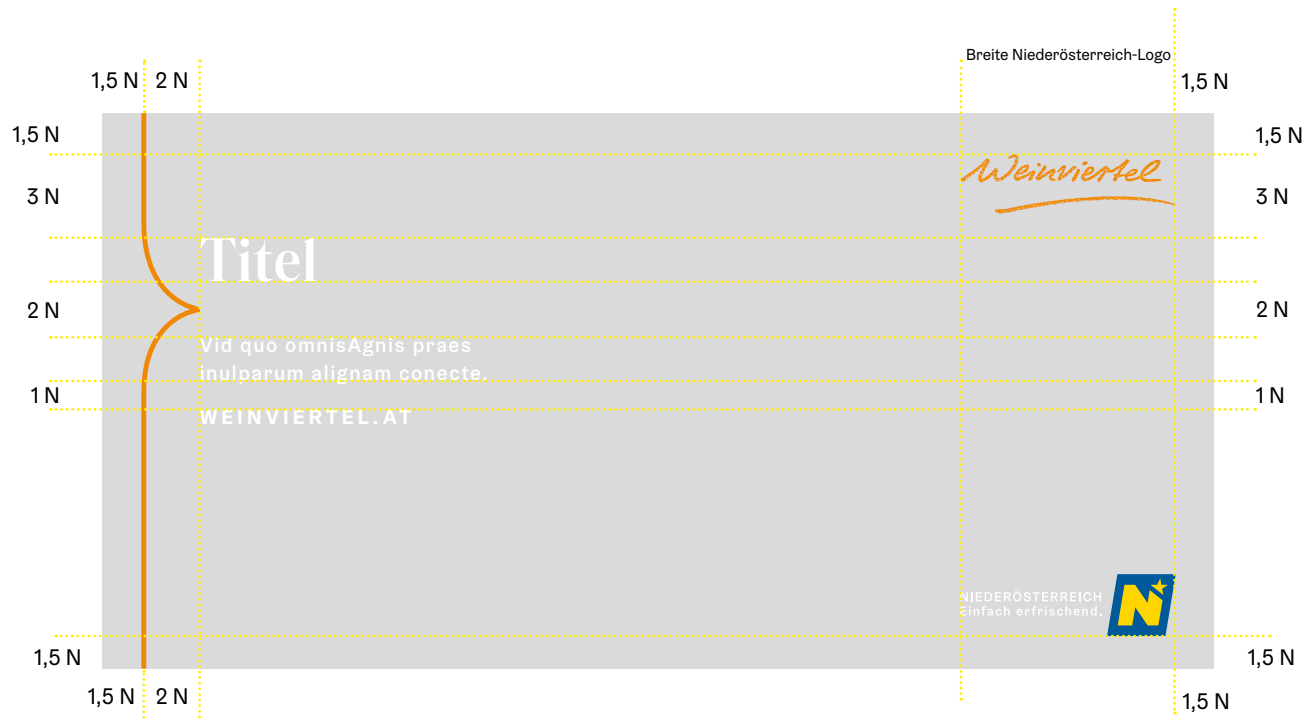 Breite Niederösterreich-Logo
1,5 N 2 N 1,5 N
1,5 N 1,5 N
Weinviertel
3 N 3 N
Titel
2 N 2 N
Vid quo omnisAgnis praes
inulparum alignam conecte.
1 N 1 N
WEINVIERTEL.AT
NIEDERÖSTERREICH
Einfach erfrischend.
N
1,5 N 1,5 N
1,5 N 2 N 1,5 N